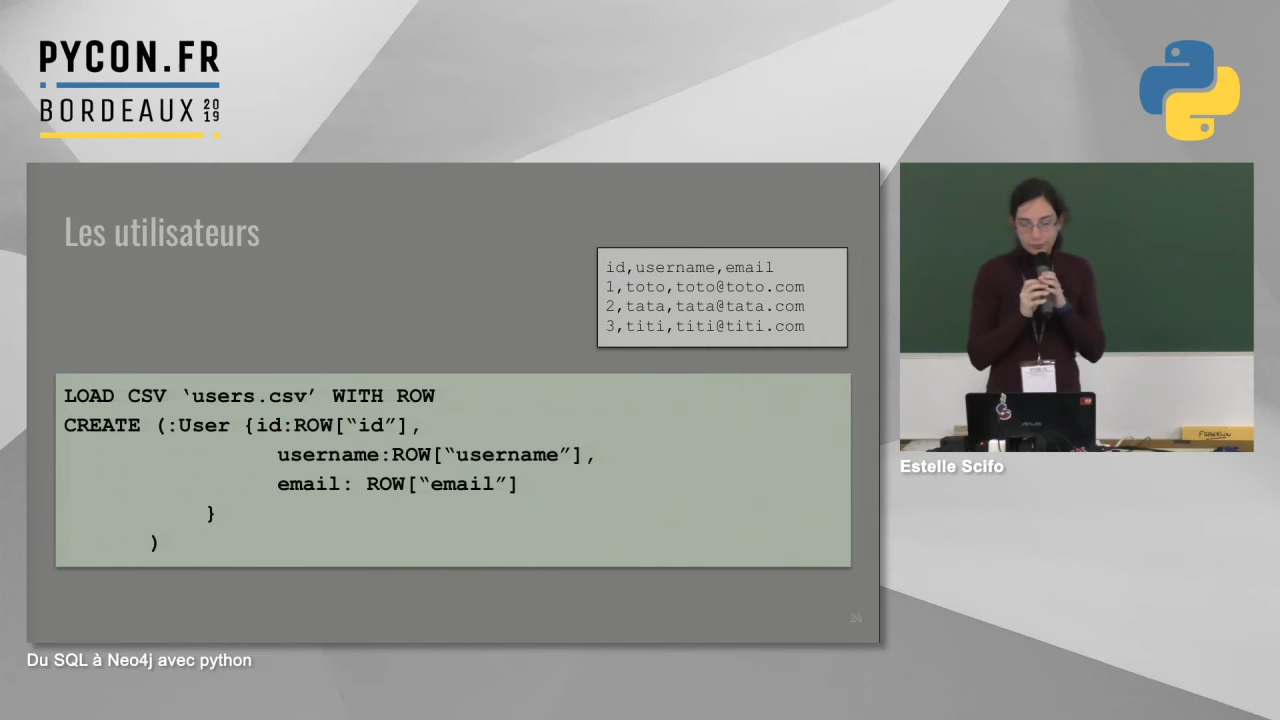 PYCON.FR
BORDEAUX 2019
Les utilisateurs
id,username,email
1,toto,toto@toto.com
2,tata,tata@tata.com
3,titi,titi@titi.com
LOAD CSV ‘users.csv’ WITH ROW
CREATE (:User {id:ROW[“id”],
username:ROW[“username”],
email: ROW[“email”]
}
)
24
Du SQL à Neo4j avec python
Estelle Scifo